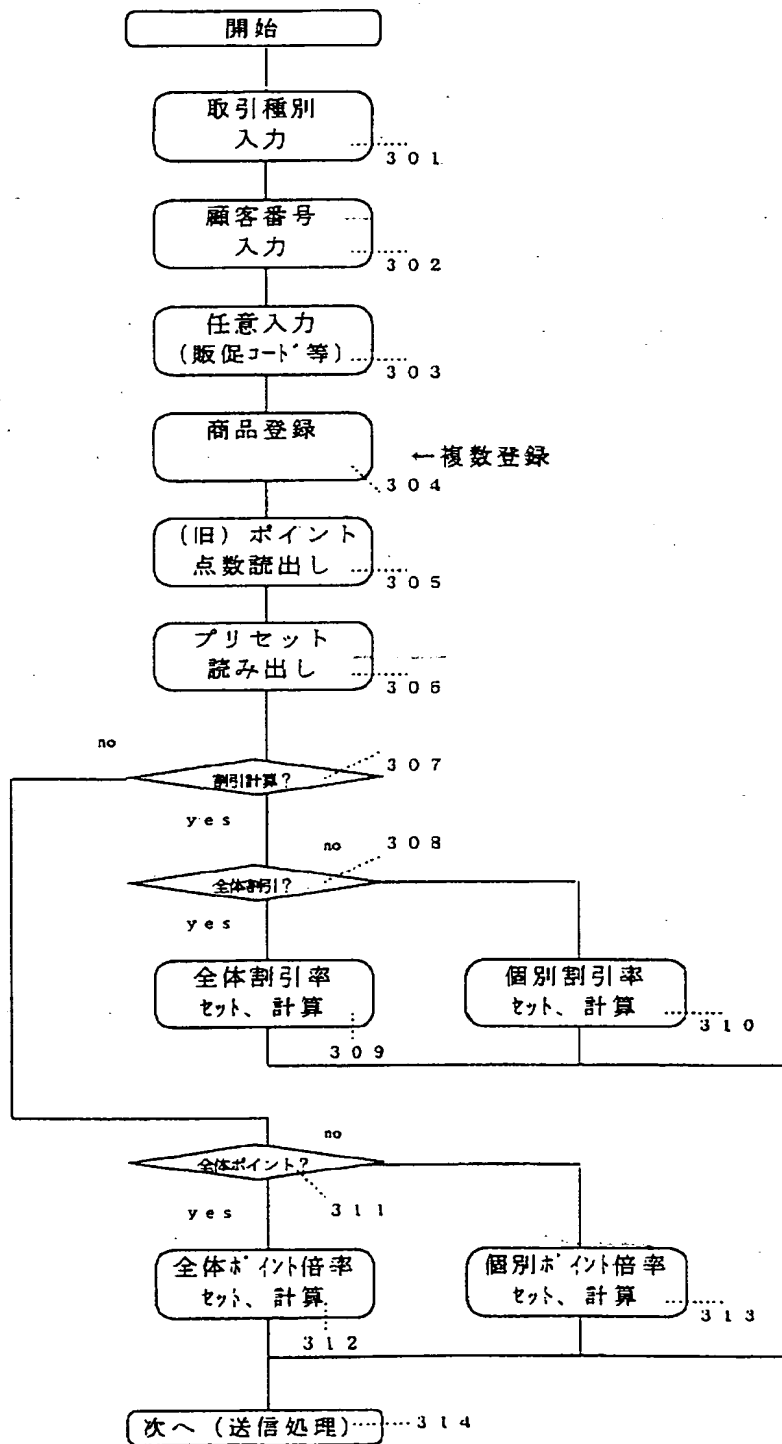 開始
取引種別
入力
301
顧客番号
入力
302
任意入力
(販促ｺｰﾄﾞ等)
303
商品登録
←複数登録
304
(旧) ポイント
点数読出し
305
プリセット
読み出し
306
no
307
割引計算?
yes
no
308
全体割引?
yes
全体割引率
ｾｯﾄ、計算
309
個別割引率
ｾｯﾄ、計算
310
no
全体ポイント?
311
yes
全体ﾎﾟｲﾝﾄ倍率
ｾｯﾄ、計算
312
個別ﾎﾟｲﾝﾄ倍率
ｾｯﾄ、計算
313
次へ (送信処理)
314